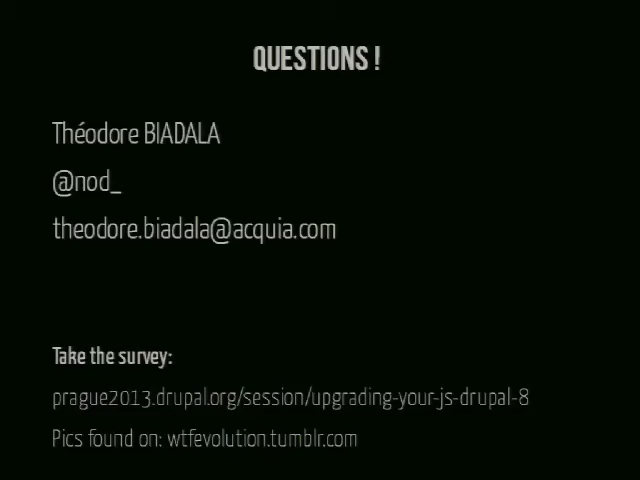 QUESTIONS !
Théodore BIADALA
@nod_
theodore.biadala@acquia.com
Take the survey:
prague2013.drupal.org/session/upgrading-your-js-drupal-8
Pics found on: wtfevolution.tumblr.com